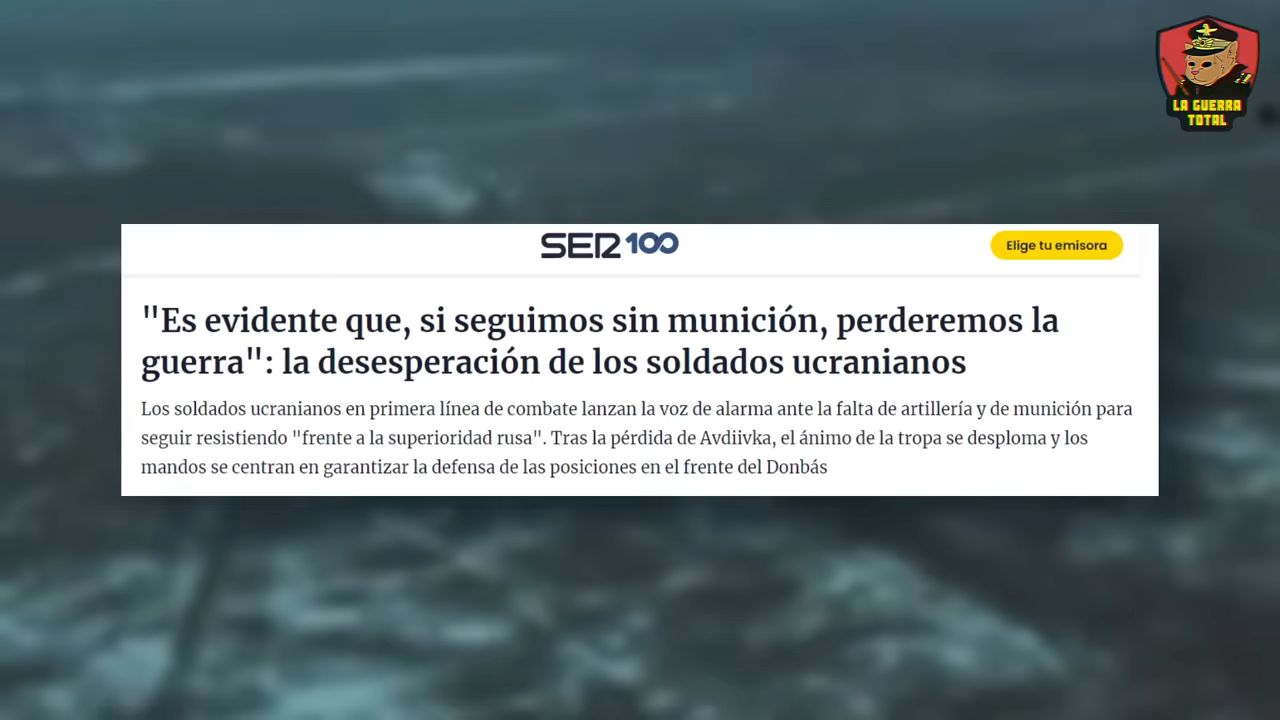 LA GUERRA
TOTAL
SER 100
Elige tu emisora
"Es evidente que, si seguimos sin munición, perderemos la
guerra": la desesperación de los soldados ucranianos
Los soldados ucranianos en primera línea de combate lanzan la voz de alarma ante la falta de artillería y de munición para
seguir resistiendo "frente a la superioridad rusa". Tras la pérdida de Avdiivka, el ánimo de la tropa se desploma y los
mandos se centran en garantizar la defensa de las posiciones en el frente del Donbás